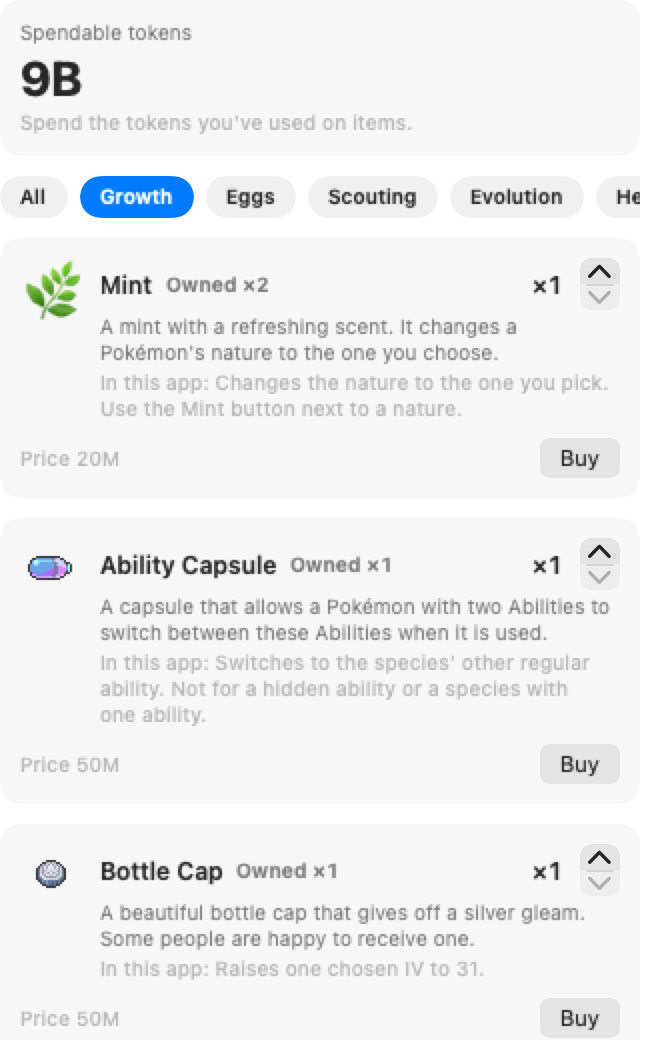 Spendable tokens
9B
Spend the tokens you've used on items.
All Growth Eggs Scouting Evolution He
Mint Owned ×2 ×1
A mint with a refreshing scent. It changes a
Pokémon's nature to the one you choose.
In this app: Changes the nature to the one you pick.
Use the Mint button next to a nature.
Price 20M Buy
Ability Capsule Owned ×1 ×1
A capsule that allows a Pokémon with two Abilities to
switch between these Abilities when it is used.
In this app: Switches to the species' other regular
ability. Not for a hidden ability or a species with
one ability.
Price 50M Buy
Bottle Cap Owned ×1 ×1
A beautiful bottle cap that gives off a silver gleam.
Some people are happy to receive one.
In this app: Raises one chosen IV to 31.
Price 50M Buy